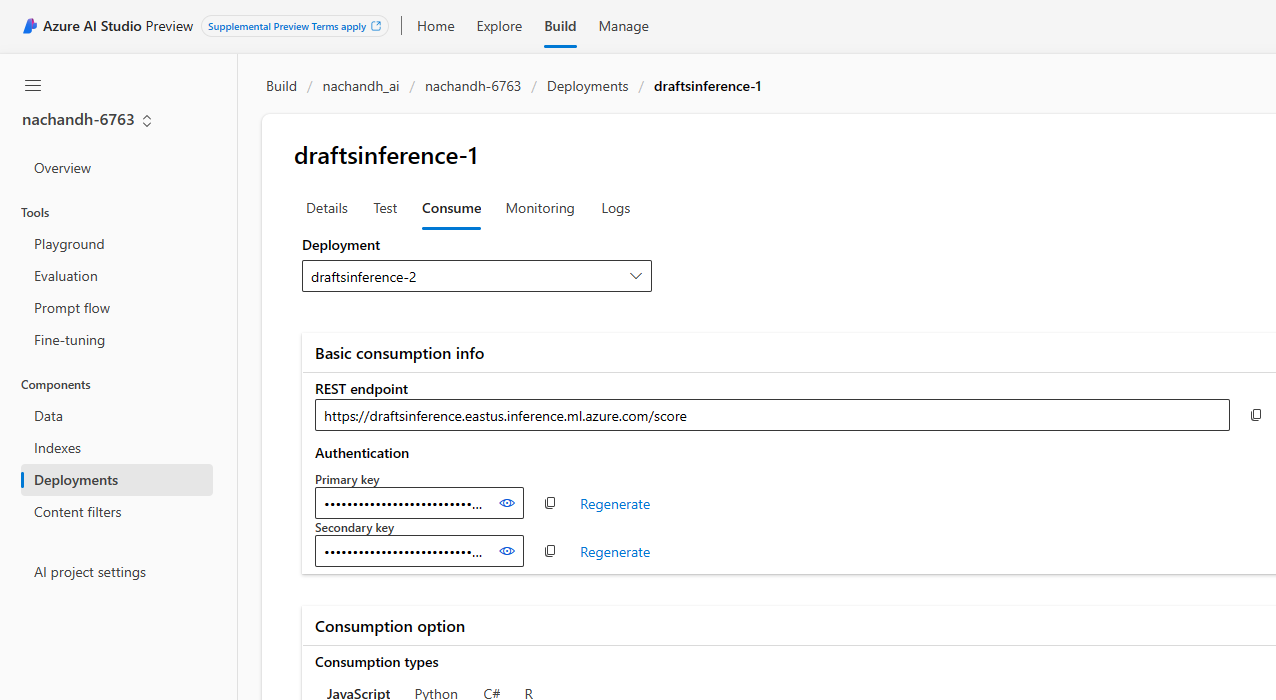 Azure AI Studio Preview Supplemental Preview Terms apply Home Explore Build Manage
Build / nachandh_ai / nachandh-6763 / Deployments / draftsinference-1
nachandh-6763
Overview
Tools
Playground
Evaluation
Prompt flow
Fine-tuning
Components
Data
Indexes
Deployments
Content filters
AI project settings
draftsinference-1
Details Test Consume Monitoring Logs
Deployment
draftsinference-2
Basic consumption info
REST endpoint
https://draftsinference.eastus.inference.ml.azure.com/score
Authentication
Primary key
••••••••••••••••••••••••••... Regenerate
Secondary key
••••••••••••••••••••••••••... Regenerate
Consumption option
Consumption types
JavaScript Python C# R